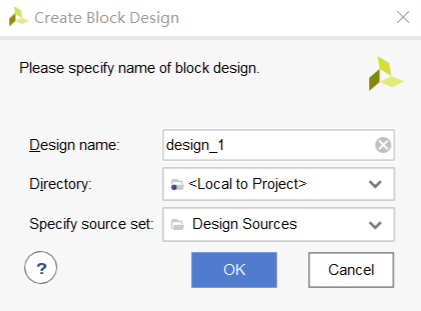 Create Block Design
Please specify name of block design.
Design name: design_1
Directory: <Local to Project>
Specify source set: Design Sources
? OK Cancel